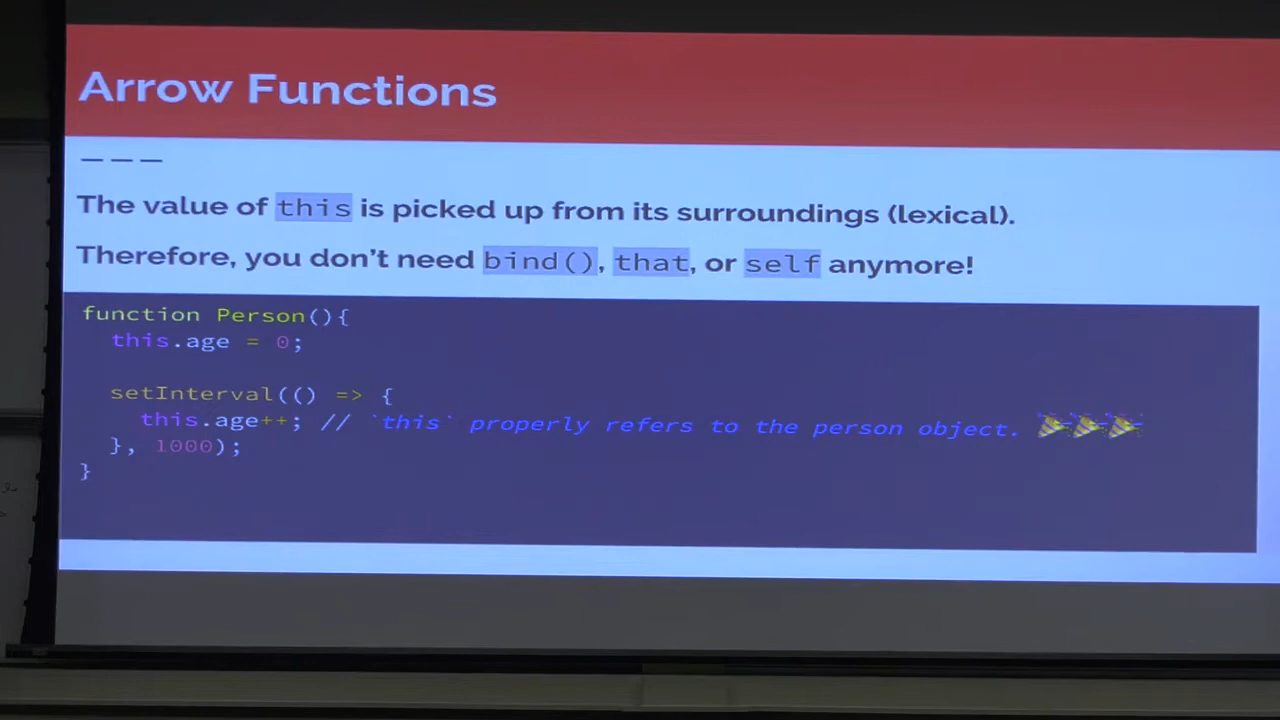 Arrow Functions
The value of this is picked up from its surroundings (lexical).
Therefore, you don't need bind(), that, or self anymore!
function Person(){
this.age = 0;
setInterval(() => {
this.age++; // `this` properly refers to the person object. 🎉🎉🎉
}, 1000);
}